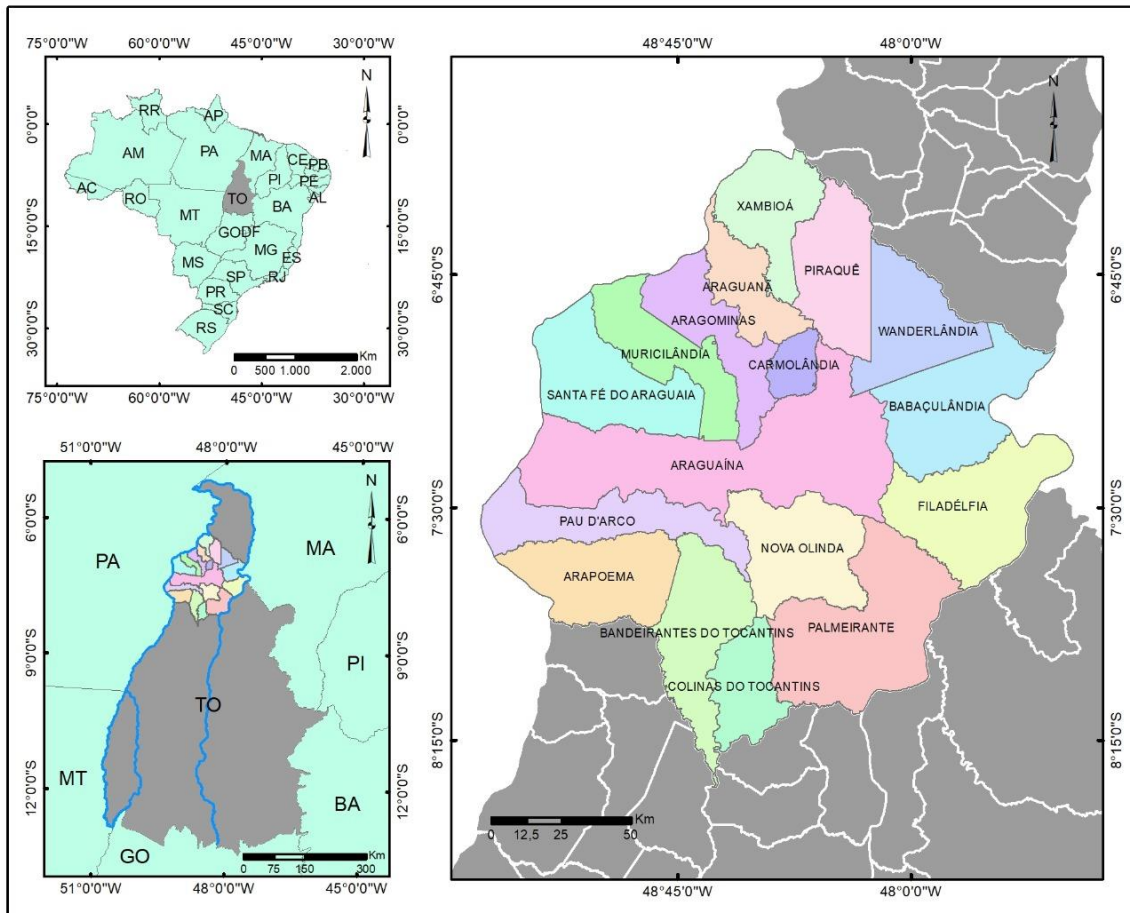 75°0'0"W 60°0'0"W 45°0'0"W 30°0'0"W
N
0°0'0"
15°0'0"S
30°0'0"S
0°0'0"
15°0'0"S
30°0'0"S
RR
AP
AM
PA
MA
CE
PB
PI
PE
AL
AC
RO
TO
MT
BA
GO
DF
MG
ES
MS
SP
RJ
PR
SC
RS
Km
0 500 1.000 2.000
75°0'0"W 60°0'0"W 45°0'0"W 30°0'0"W
51°0'0"W 48°0'0"W 45°0'0"W
N
6°0'0"S
9°0'0"S
12°0'0"S
6°0'0"S
9°0'0"S
12°0'0"S
PA
MA
PI
TO
MT
BA
GO
Km
0 75 150 300
51°0'0"W 48°0'0"W 45°0'0"W
48°45'0"W 48°0'0"W
N
6°45'0"S
7°30'0"S
8°15'0"S
6°45'0"S
7°30'0"S
8°15'0"S
XAMBIOÁ
PIRAQUÊ
ARAGUANÃ
ARAGOMINAS
WANDERLÂNDIA
MURICILÂNDIA
CARMOLÂNDIA
SANTA FÉ DO ARAGUAIA
BABAÇULÂNDIA
ARAGUAÍNA
FILADÉLFIA
PAU D'ARCO
NOVA OLINDA
ARAPOEMA
BANDEIRANTES DO TOCANTINS
PALMEIRANTE
COLINAS DO TOCANTINS
Km
0 12,5 25 50
48°45'0"W 48°0'0"W